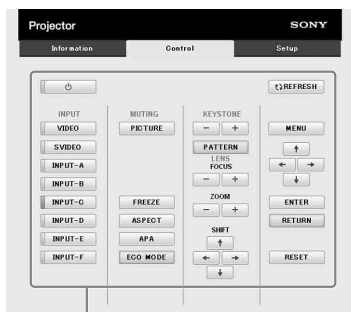 Projector
SONY
Information
Control
Setup
REFRESH
INPUT
MUTING
KEYSTONE
VIDEO
PICTURE
- +
MENU
SVIDEO
PATTERN
LENS
INPUT-A
FOCUS
- +
INPUT-B
INPUT-C
FREEZE
ZOOM
- +
ENTER
INPUT-D
ASPECT
RETURN
INPUT-E
APA
SHIFT
INPUT-F
ECO MODE
RESET